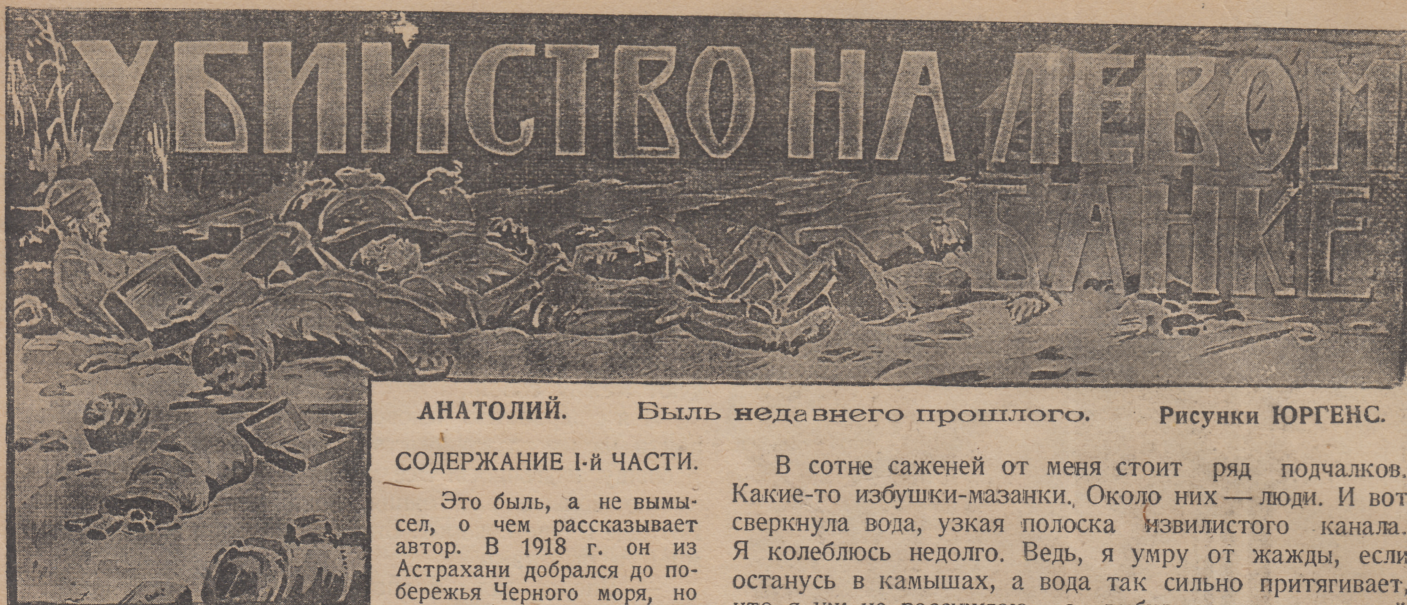 УБИЙСТВО НА ЛЕВОМ
БАНКЕ
АНАТОЛИЙ. Быль недавнего прошлого. Рисунки ЮРГЕНС.
СОДЕРЖАНИЕ I-й ЧАСТИ.
Это быль, а не вымы-
сел, о чем рассказывает
автор. В 1918 г. он из
Астрахани добрался до по-
бережья Черного моря, но
В сотне саженей от меня стоит ряд подчалков.
Какие-то избушки-мазанки. Около них — люди. И вот
сверкнула вода, узкая полоска извилистого канала.
Я колеблюсь недолго. Ведь, я умру от жажды, если
останусь в камышах, а вода так сильно притягивает,